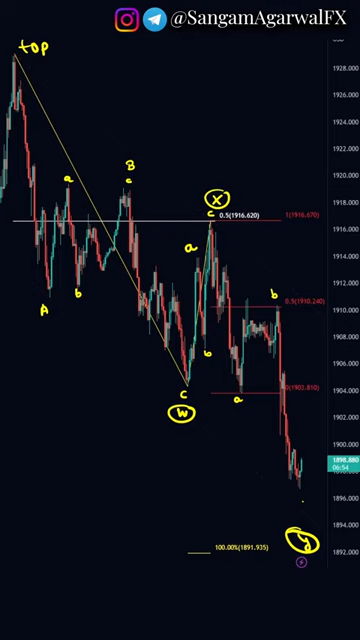 @SangamAgarwalFX
top
1928.000
1926.000
1924.000
1922.000
1920.000
1918.000
1916.000
1914.000
1912.000
1910.000
1908.000
1906.000
1904.000
1902.000
1900.000
1898.880
06:54
1896.000
1894.000
1892.000
a
B
c
X
c
0.5(1916.620)
1(1916.670)
a
A
b
b
b
0.5(1910.240)
C
W
a
0(1903.810)
y
100.00%(1891.935)